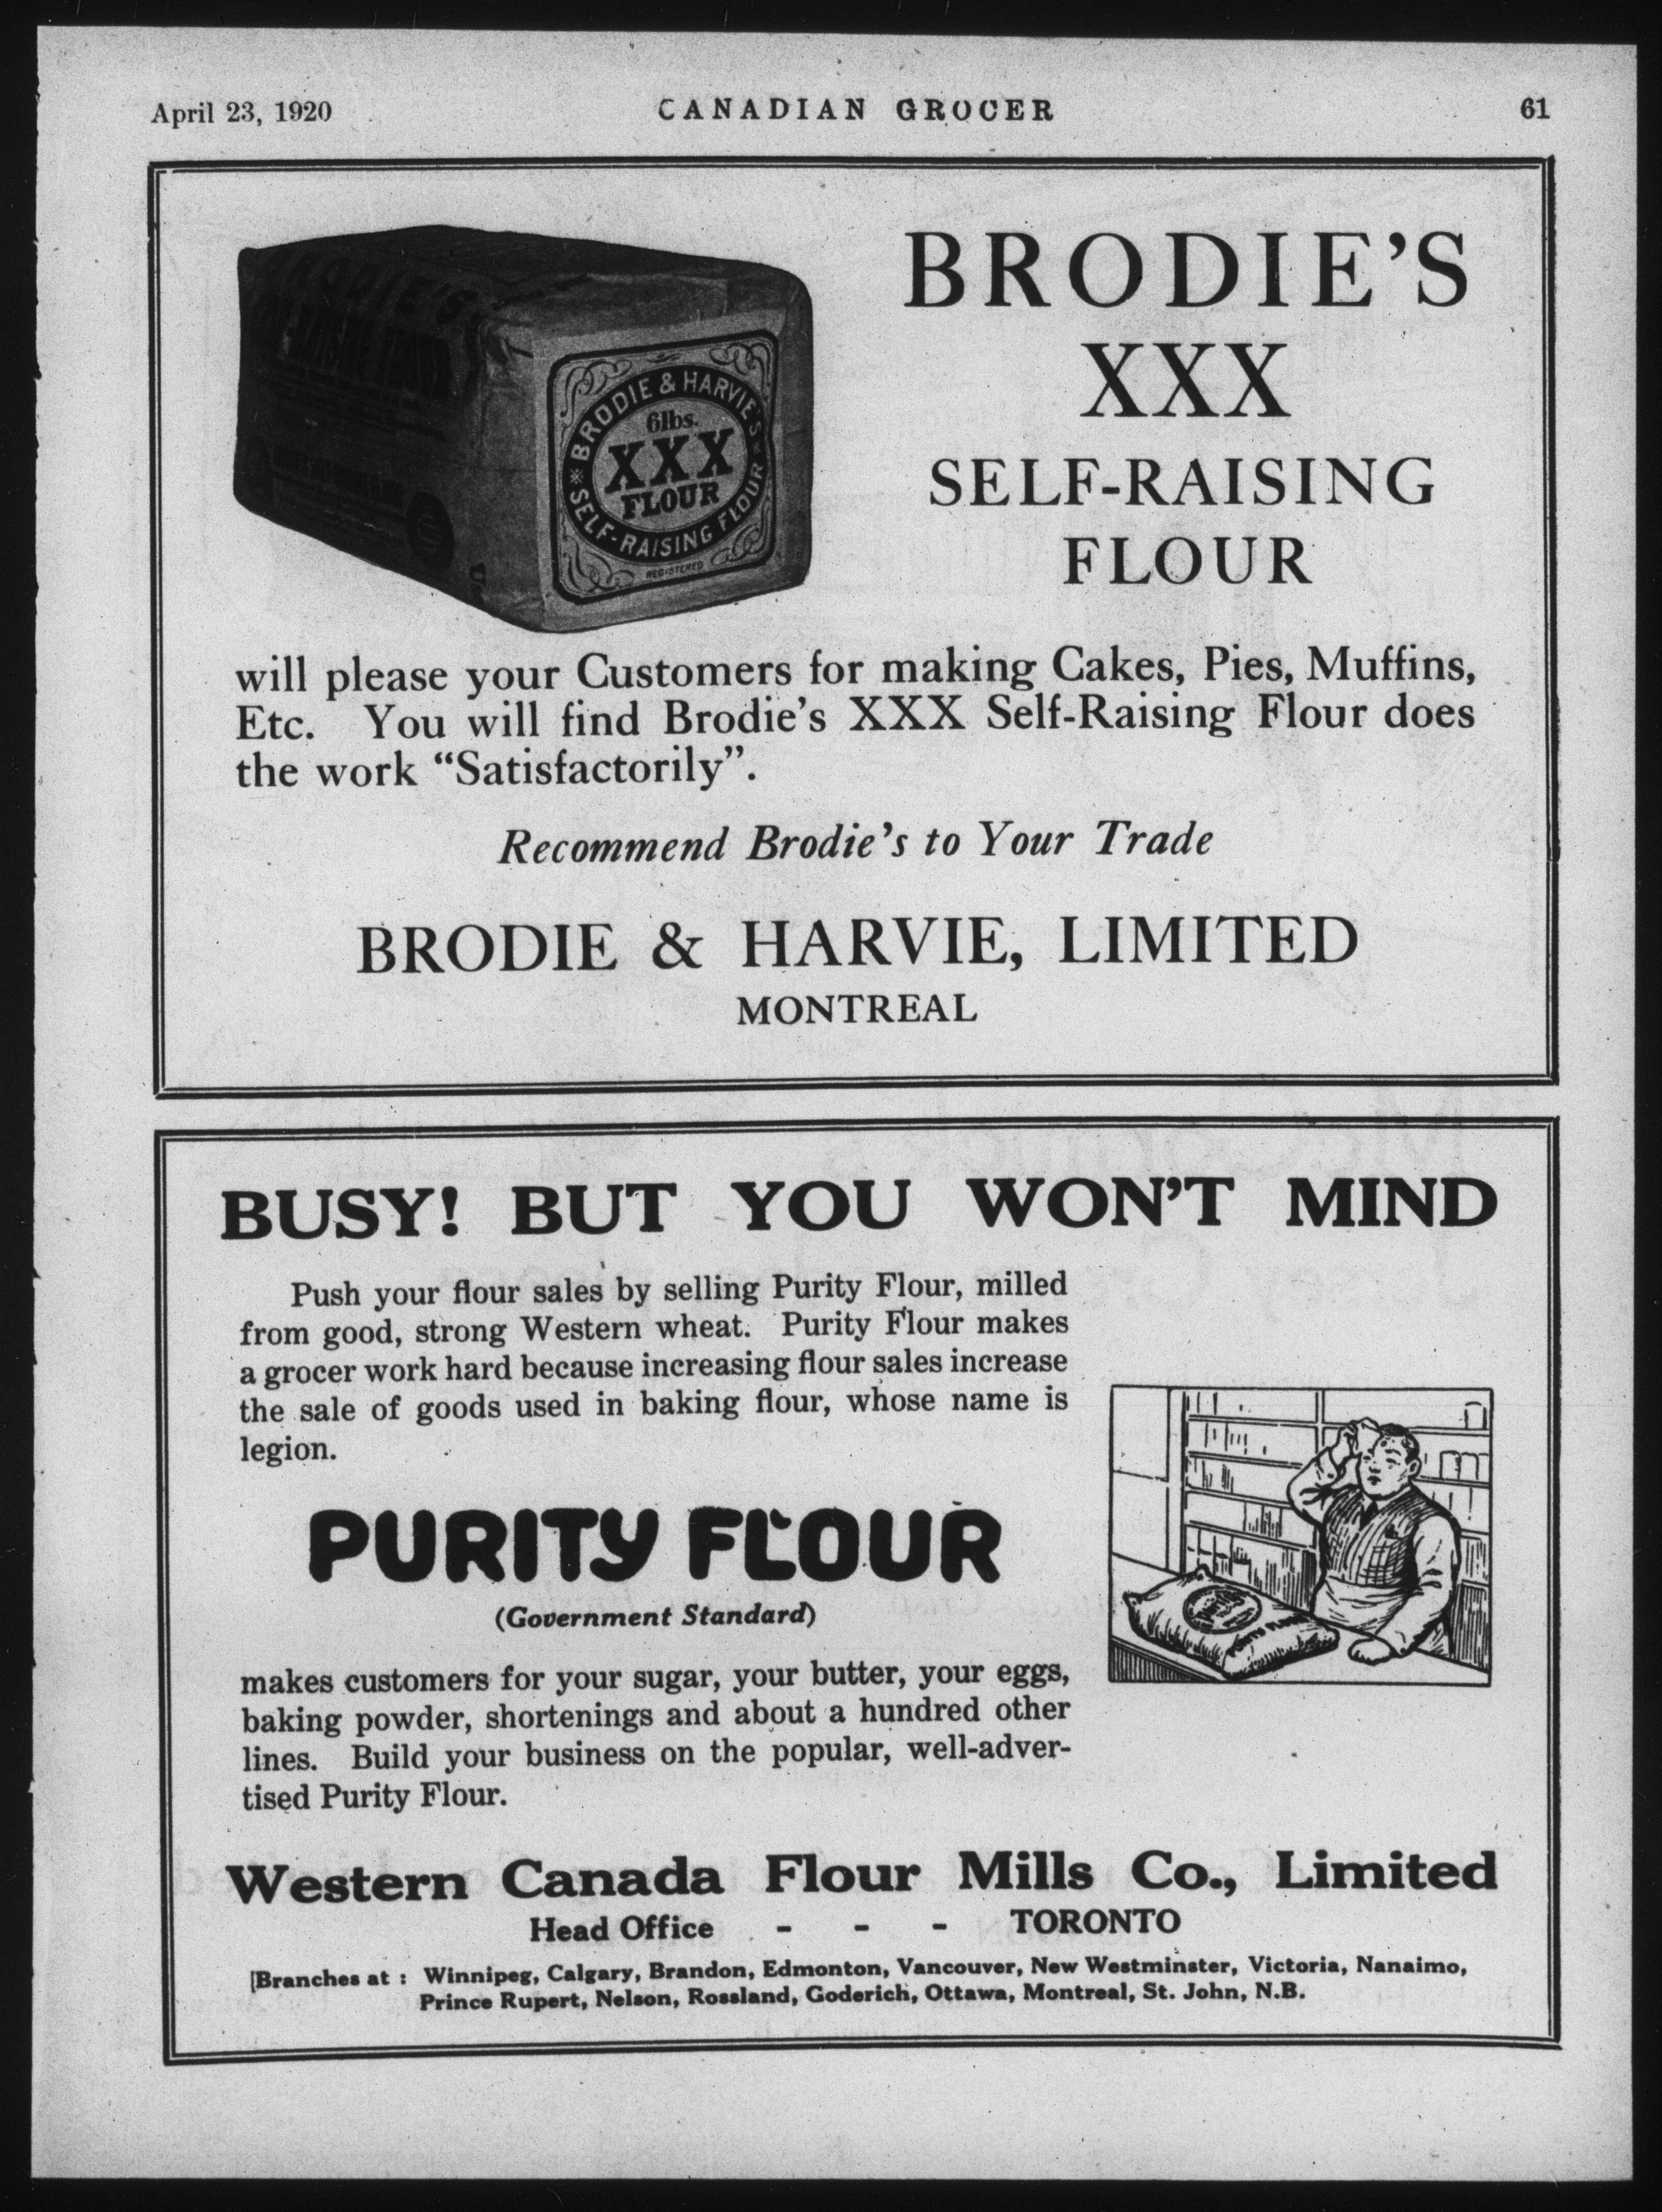 April 23, 1920
CANADIAN GROCER
61
BRODIE'S
XXX
SELF-RAISING
FLOUR
BRODIE'S
BRODIE & HARVIE'S
6lbs.
XXX
FLOUR
SELF-RAISING FLOUR
REGISTERED
will please your Customers for making Cakes, Pies, Muffins,
Etc. You will find Brodie's XXX Self-Raising Flour does
the work "Satisfactorily".
Recommend Brodie's to Your Trade
BRODIE & HARVIE, LIMITED
MONTREAL
BUSY! BUT YOU WON'T MIND
Push your flour sales by selling Purity Flour, milled
from good, strong Western wheat. Purity Flour makes
a grocer work hard because increasing flour sales increase
the sale of goods used in baking flour, whose name is
legion.
PURITY FLOUR
(Government Standard)
makes customers for your sugar, your butter, your eggs,
baking powder, shortenings and about a hundred other
lines. Build your business on the popular, well-adver-
tised Purity Flour.
PURITY FLOUR
Western Canada Flour Mills Co., Limited
Head Office - - - TORONTO
Branches at : Winnipeg, Calgary, Brandon, Edmonton, Vancouver, New Westminster, Victoria, Nanaimo,
Prince Rupert, Nelson, Rossland, Goderich, Ottawa, Montreal, St. John, N.B.